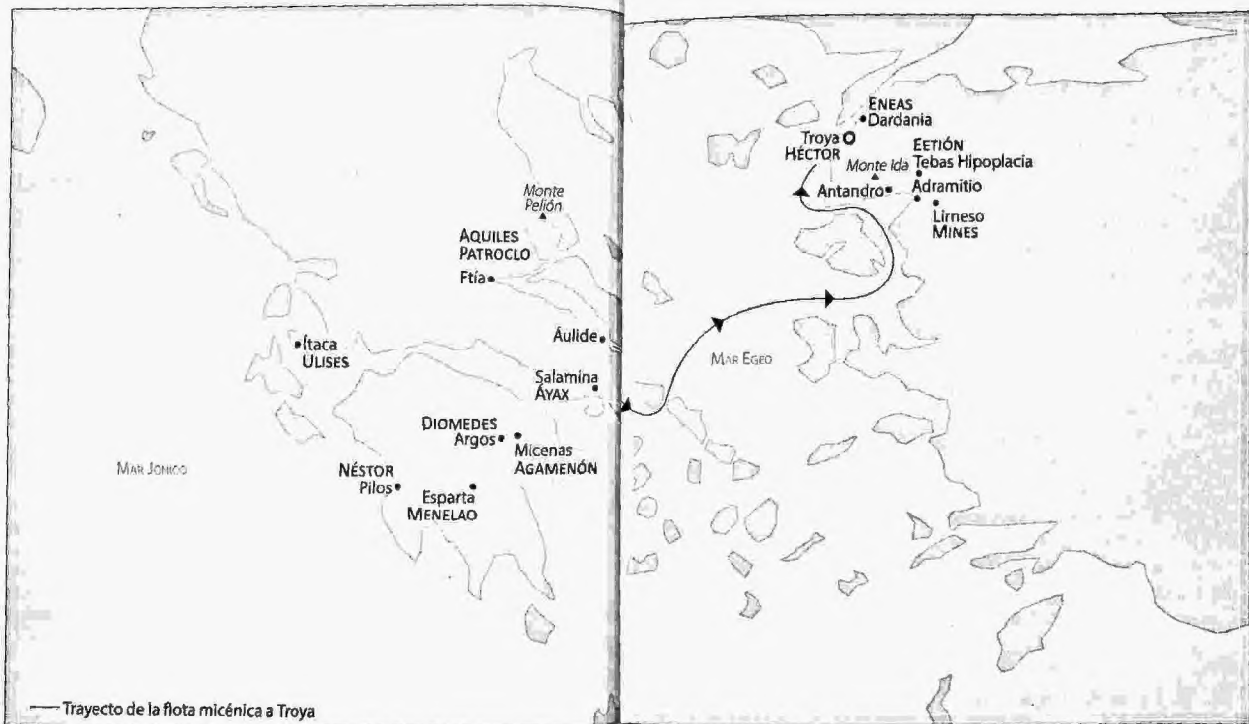 Monte
Pelión
AQUILES
PATROCLO
Ftía
Ítaca
ULISES
Áulide
Salamina
ÁYAX
DIOMEDES
Argos
Micenas
AGAMENÓN
MAR JÓNICO
NÉSTOR
Pilos
Esparta
MENELAO
Trayecto de la flota micénica a Troya
ENEAS
Dardania
Troya
HÉCTOR
EETIÓN
Tebas Hipoplacia
Monte Ida
Antandro
Adramitio
Lirneso
MINES
MAR EGEO